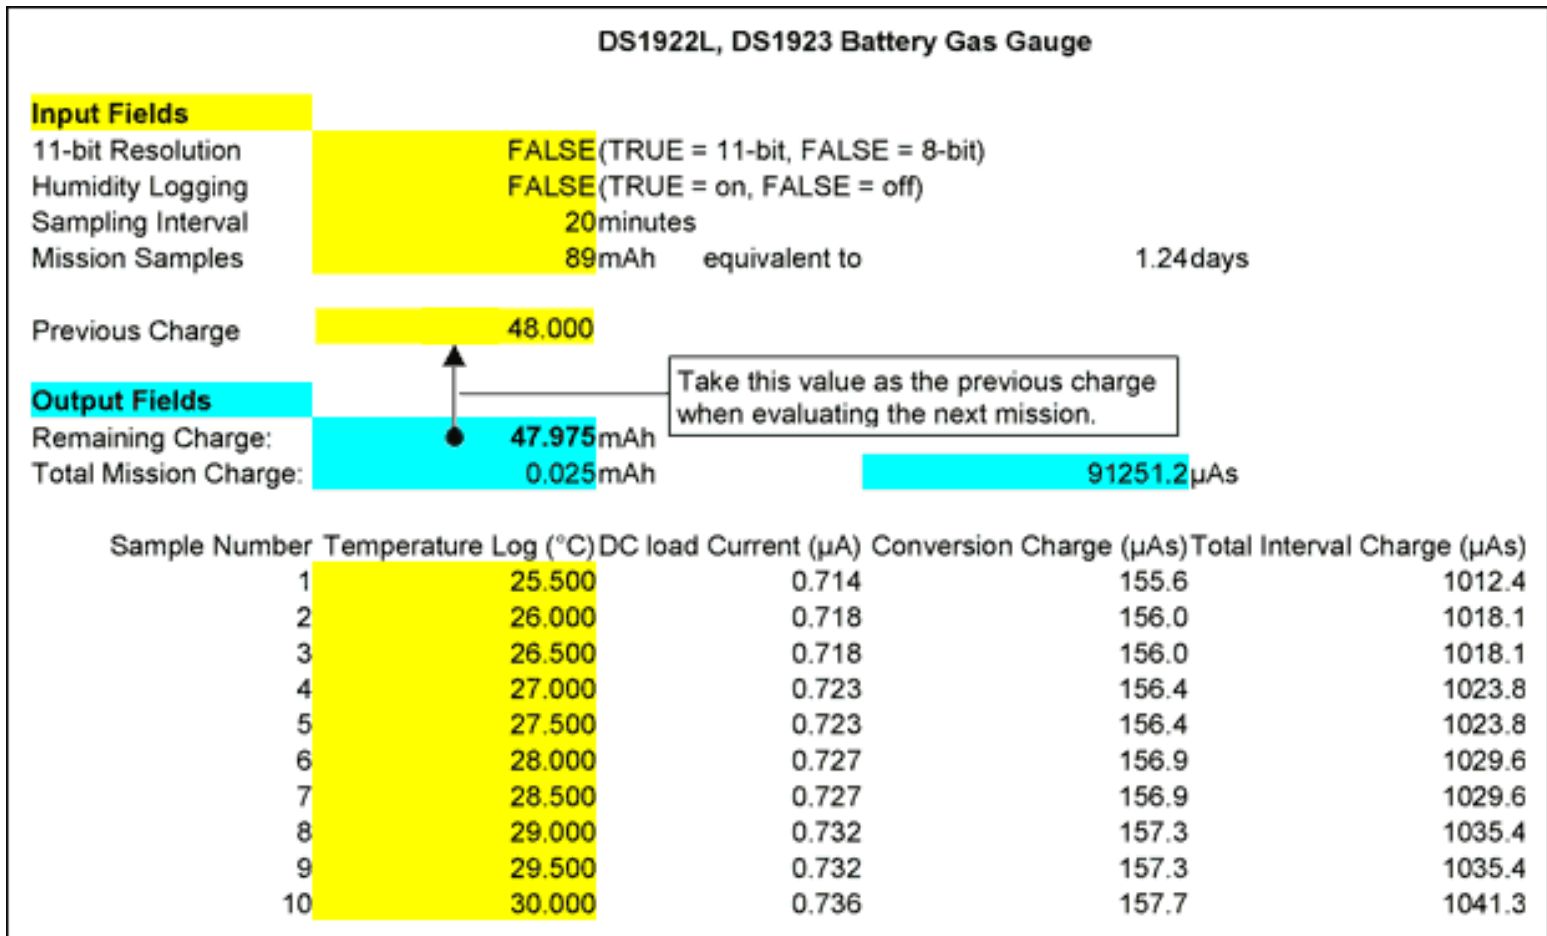 DS1922L, DS1923 Battery Gas Gauge
Input Fields
11-bit Resolution FALSE (TRUE = 11-bit, FALSE = 8-bit)
Humidity Logging FALSE (TRUE = on, FALSE = off)
Sampling Interval 20 minutes
Mission Samples 89 mAh equivalent to 1.24 days
Previous Charge 48.000
Take this value as the previous charge
when evaluating the next mission.
Output Fields
Remaining Charge: 47.975 mAh
Total Mission Charge: 0.025 mAh 91251.2 µAs
Sample Number Temperature Log (°C) DC load Current (µA) Conversion Charge (µAs) Total Interval Charge (µAs)
1 25.500 0.714 155.6 1012.4
2 26.000 0.718 156.0 1018.1
3 26.500 0.718 156.0 1018.1
4 27.000 0.723 156.4 1023.8
5 27.500 0.723 156.4 1023.8
6 28.000 0.727 156.9 1029.6
7 28.500 0.727 156.9 1029.6
8 29.000 0.732 157.3 1035.4
9 29.500 0.732 157.3 1035.4
10 30.000 0.736 157.7 1041.3